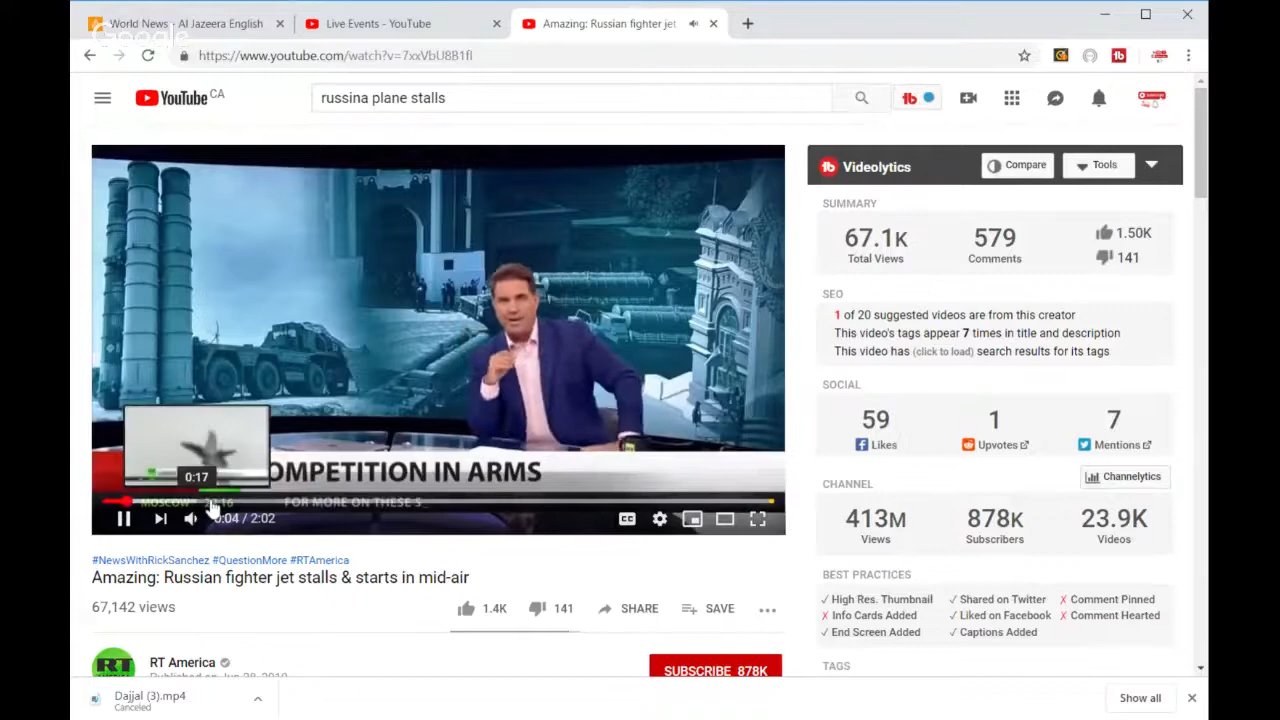 World News - Al Jazeera English
Live Events - YouTube
Amazing: Russian fighter jet
Google
https://www.youtube.com/watch?v=7xxVbU8B1fI
YouTube CA
russina plane stalls
Videolytics
Compare
Tools
SUMMARY
67.1K
579
1.50K
Total Views
Comments
141
SEO
1 of 20 suggested videos are from this creator
This video's tags appear 7 times in title and description
This video has (click to load) search results for its tags
SOCIAL
59
1
7
Likes
Upvotes
Mentions
CHANNEL
Channelytics
413M
878K
23.9K
Views
Subscribers
Videos
BEST PRACTICES
High Res. Thumbnail
Shared on Twitter
Comment Pinned
Info Cards Added
Liked on Facebook
Comment Hearted
End Screen Added
Captions Added
TAGS
OMPETITION IN ARMS
0:17
MOSCOW
FOR MORE ON THESE S_
0:04 / 2:02
CC
#NewsWithRickSanchez #QuestionMore #RTAmerica
Amazing: Russian fighter jet stalls & starts in mid-air
67,142 views
1.4K
141
SHARE
SAVE
RT
RT America
SUBSCRIBE 878K
Dajjal (3).mp4
Canceled
Show all